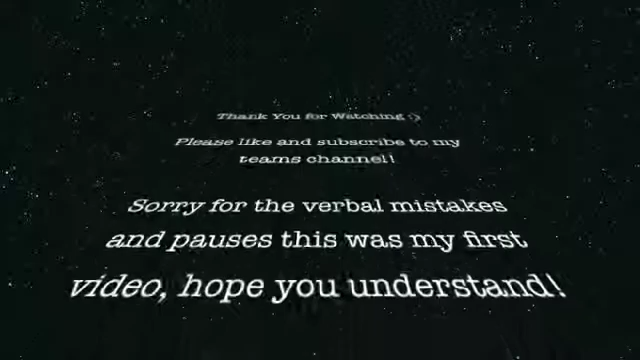 Thank You for Watching :)
Please like and subscribe to my
teams channel!
Sorry for the verbal mistakes
and pauses this was my first
video, hope you understand!